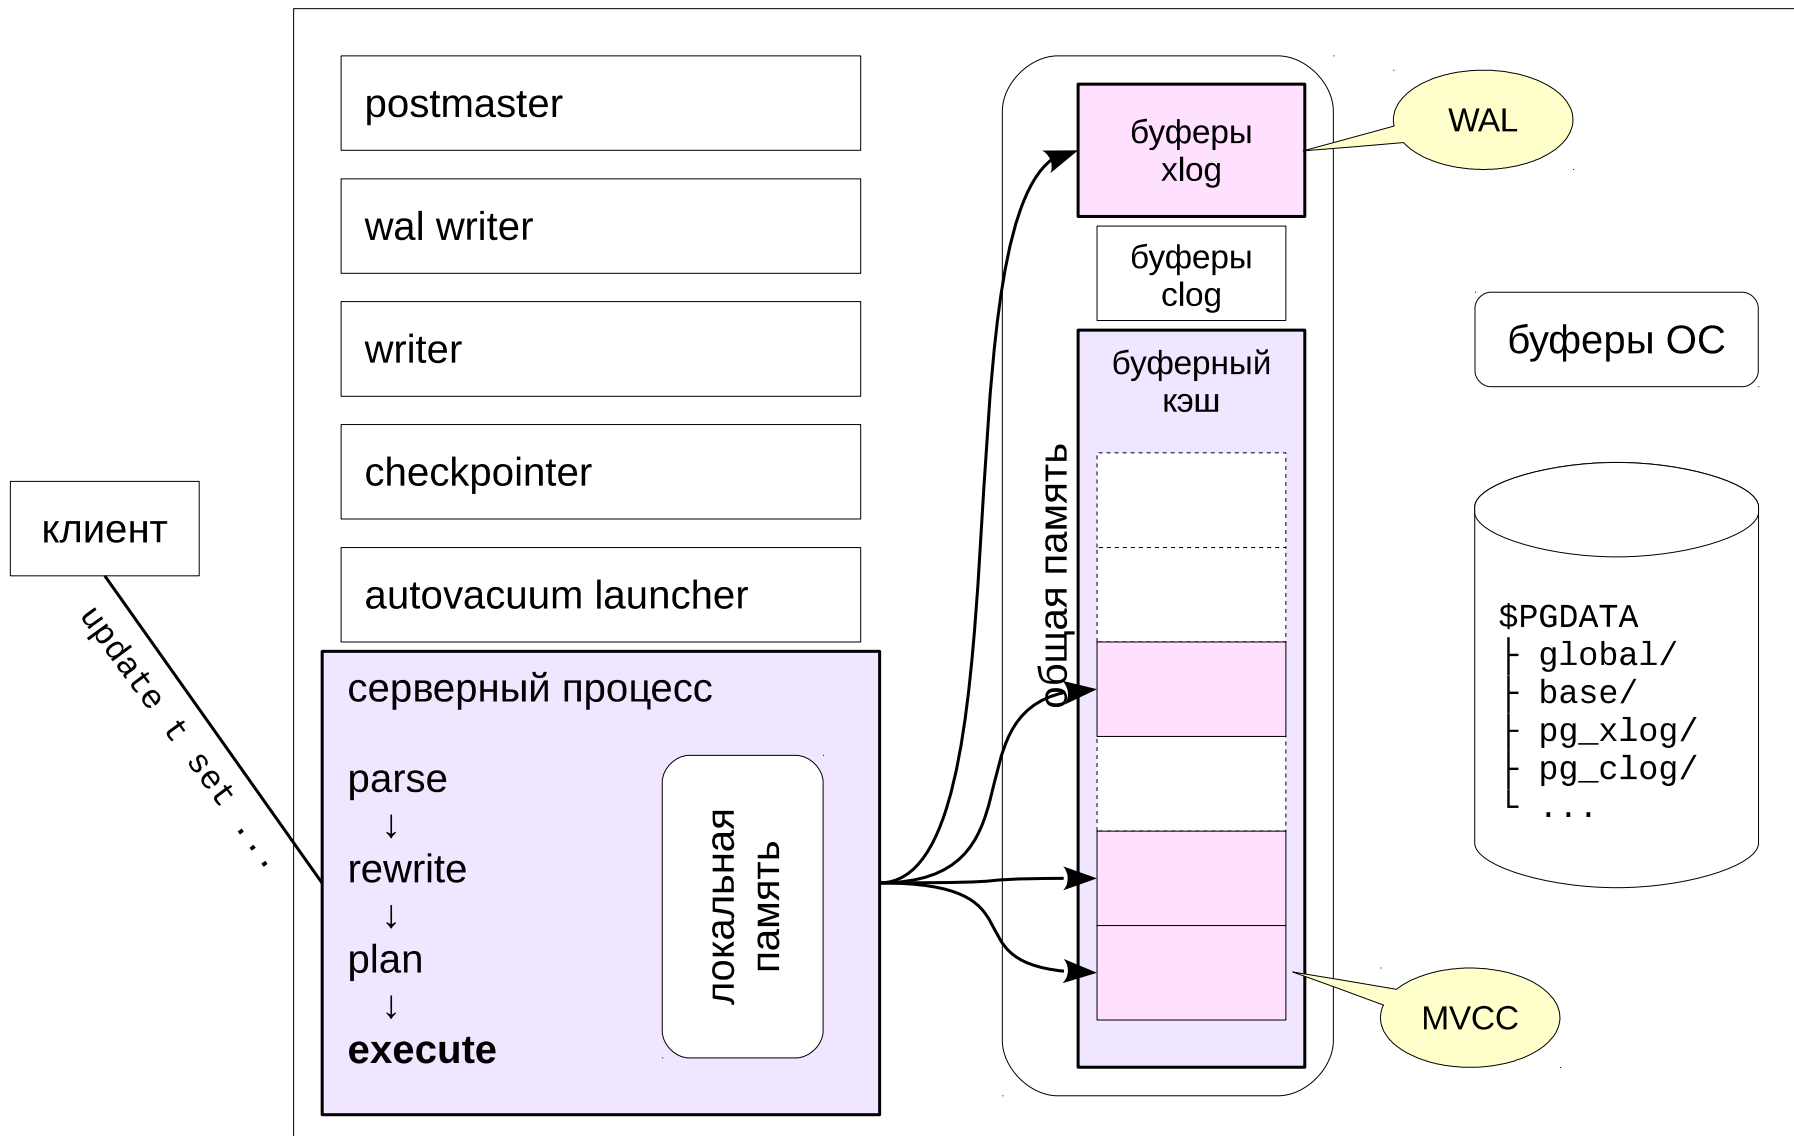 postmaster
wal writer
writer
checkpointer
autovacuum launcher
клиент
update t set ...
серверный процесс
parse
↓
rewrite
↓
plan
↓
execute
локальная
память
общая память
буферы
xlog
буферы
clog
буферный
кэш
WAL
буферы ОС
$PGDATA
├ global/
├ base/
├ pg_xlog/
├ pg_clog/
└ ...
MVCC